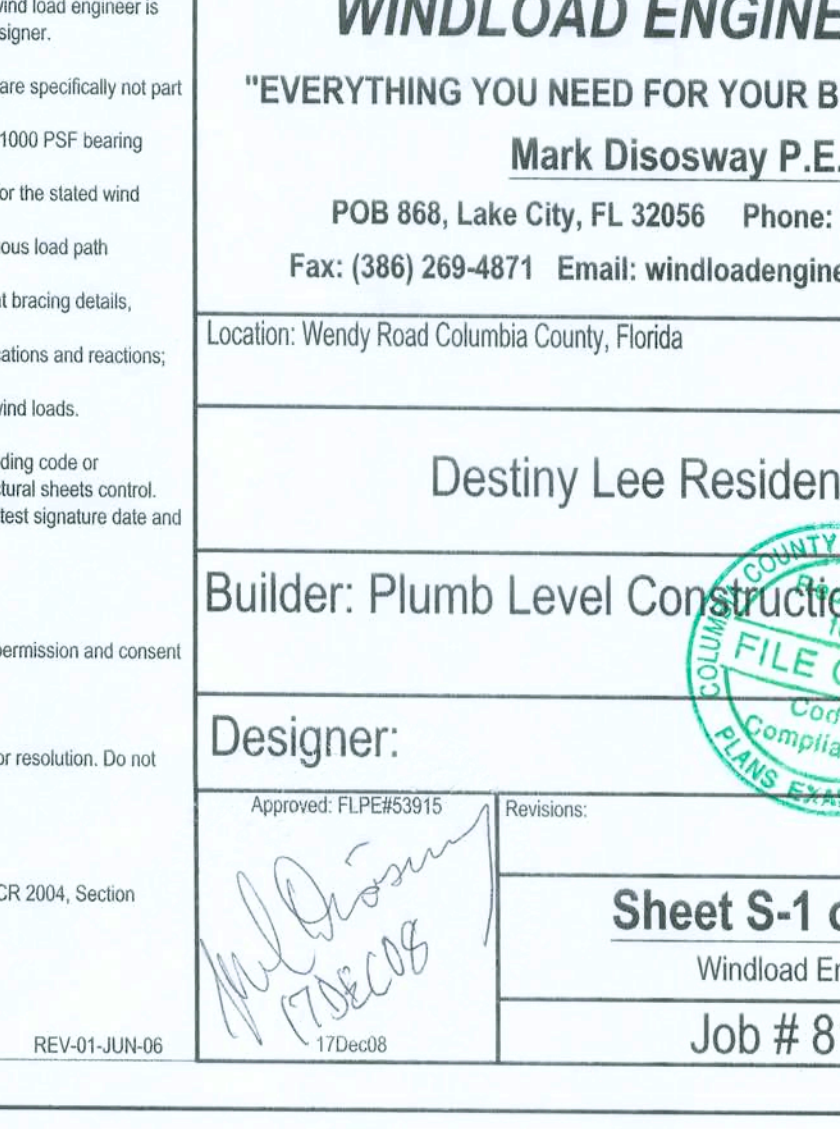 wind load engineer is
signer.
are specifically not part
1000 PSF bearing
or the stated wind
ous load path
t bracing details,
ations and reactions;
wind loads.
ding code or
tural sheets control.
test signature date and
permission and consent
or resolution. Do not
CR 2004, Section
REV-01-JUN-06
WINDLOAD ENGINE
"EVERYTHING YOU NEED FOR YOUR B
Mark Disosway P.E.
POB 868, Lake City, FL 32056 Phone:
Fax: (386) 269-4871 Email: windloadengine
Location: Wendy Road Columbia County, Florida
Destiny Lee Residen
Builder: Plumb Level Constructio
COUNTY
FILE
Compli
PLANS EXA
Designer:
Approved: FLPE#53915
Mark Disosway
17DEC08
17Dec08
Revisions:
Sheet S-1 o
Windload En
Job # 8